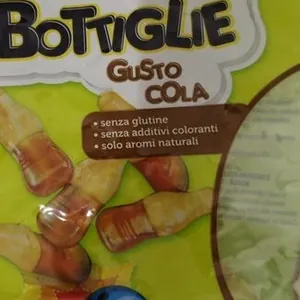 BOTTIGLIE
GUSTO
COLA
• senza glutine
• senza additivi coloranti
• solo aromi naturali